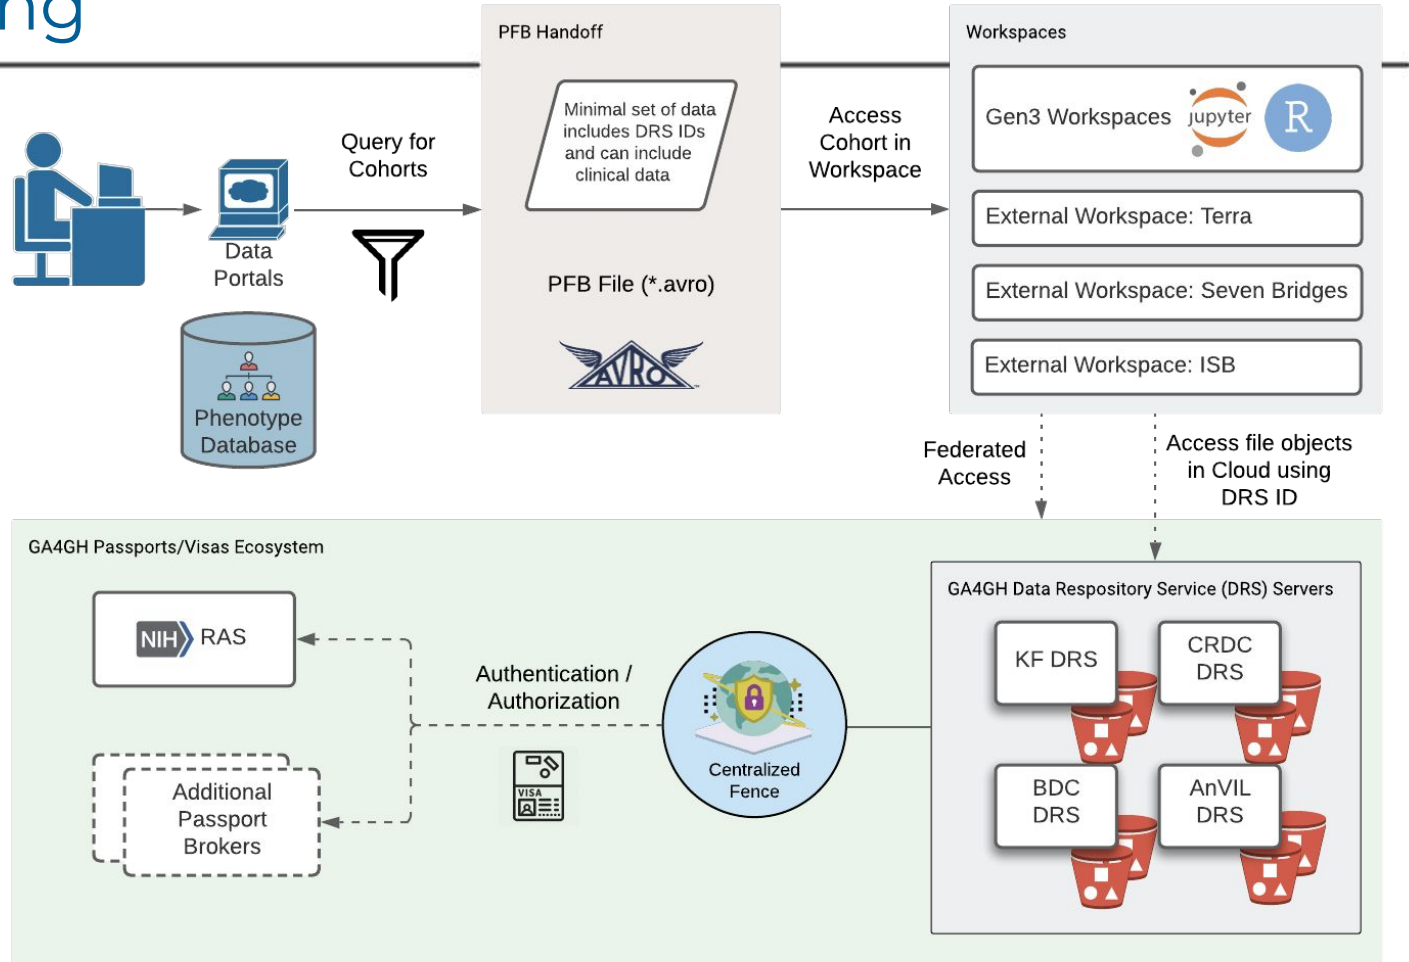 PFB Handoff
Workspaces
Minimal set of data
includes DRS IDs
and can include
clinical data
PFB File (*.avro)
AVRO
Query for
Cohorts
Access
Cohort in
Workspace
Gen3 Workspaces
jupyter
R
External Workspace: Terra
External Workspace: Seven Bridges
External Workspace: ISB
Data
Portals
Phenotype
Database
Federated
Access
Access file objects
in Cloud using
DRS ID
GA4GH Passports/Visas Ecosystem
NIH
RAS
Additional
Passport
Brokers
Authentication /
Authorization
VISA
Centralized
Fence
GA4GH Data Respository Service (DRS) Servers
KF DRS
CRDC
DRS
BDC
DRS
AnVIL
DRS